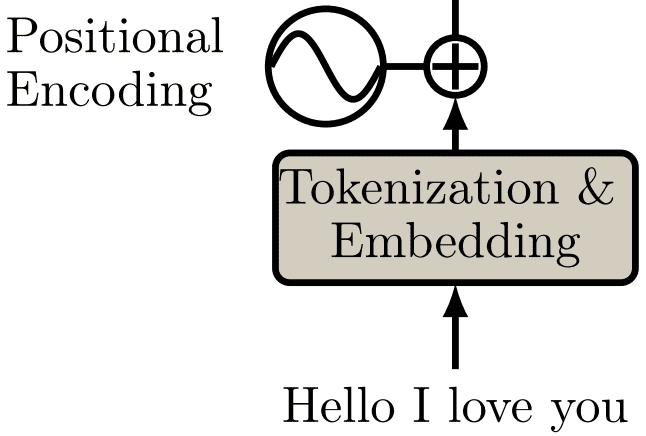 Positional
Encoding
Tokenization &
Embedding
Hello I love you